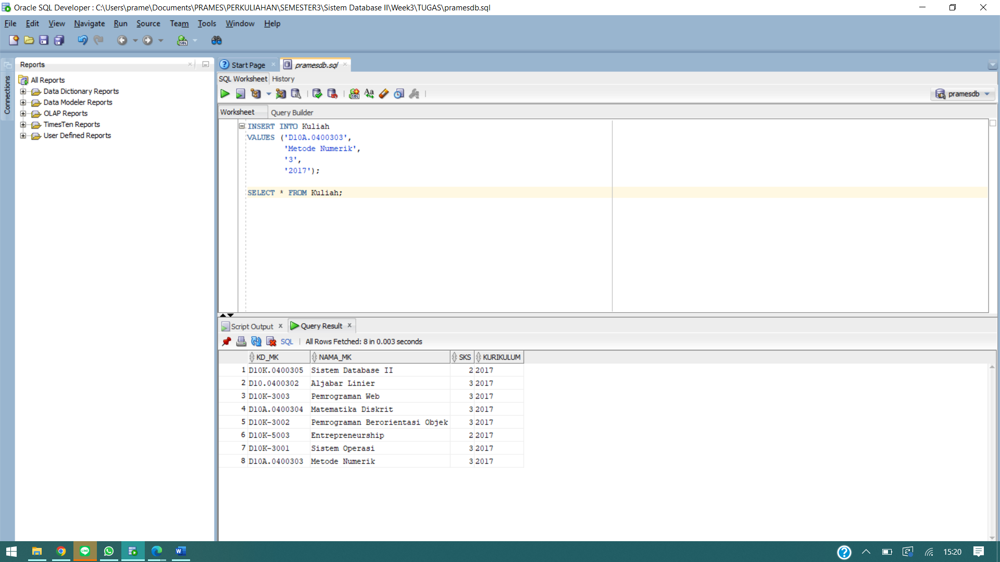 Oracle SQL Developer : C:\Users\prame\Documents\PRAMES\PERKULIAHAN\SEMESTER3\Sistem Database II\Week3\TUGAS\pramesdb.sql
File Edit View Navigate Run Source Team Tools Window Help
Connections
Reports
All Reports
Data Dictionary Reports
Data Modeler Reports
OLAP Reports
TimesTen Reports
User Defined Reports
Start Page pramesdb.sql
SQL Worksheet History
pramesdb
Worksheet Query Builder
INSERT INTO Kuliah
VALUES ('D10A.0400303',
'Metode Numerik',
'3',
'2017');
SELECT * FROM Kuliah;
Script Output x Query Result x
SQL | All Rows Fetched: 8 in 0.003 seconds
KD_MK NAMA_MK SKS KURIKULUM
1 D10K.0400305 Sistem Database II 2 2017
2 D10.0400302 Aljabar Linier 3 2017
3 D10K-3003 Pemrograman Web 3 2017
4 D10A.0400304 Matematika Diskrit 3 2017
5 D10K-3002 Pemrograman Berorientasi Objek 3 2017
6 D10K-5003 Entrepreneurship 2 2017
7 D10K-3001 Sistem Operasi 3 2017
8 D10A.0400303 Metode Numerik 3 2017
15:20